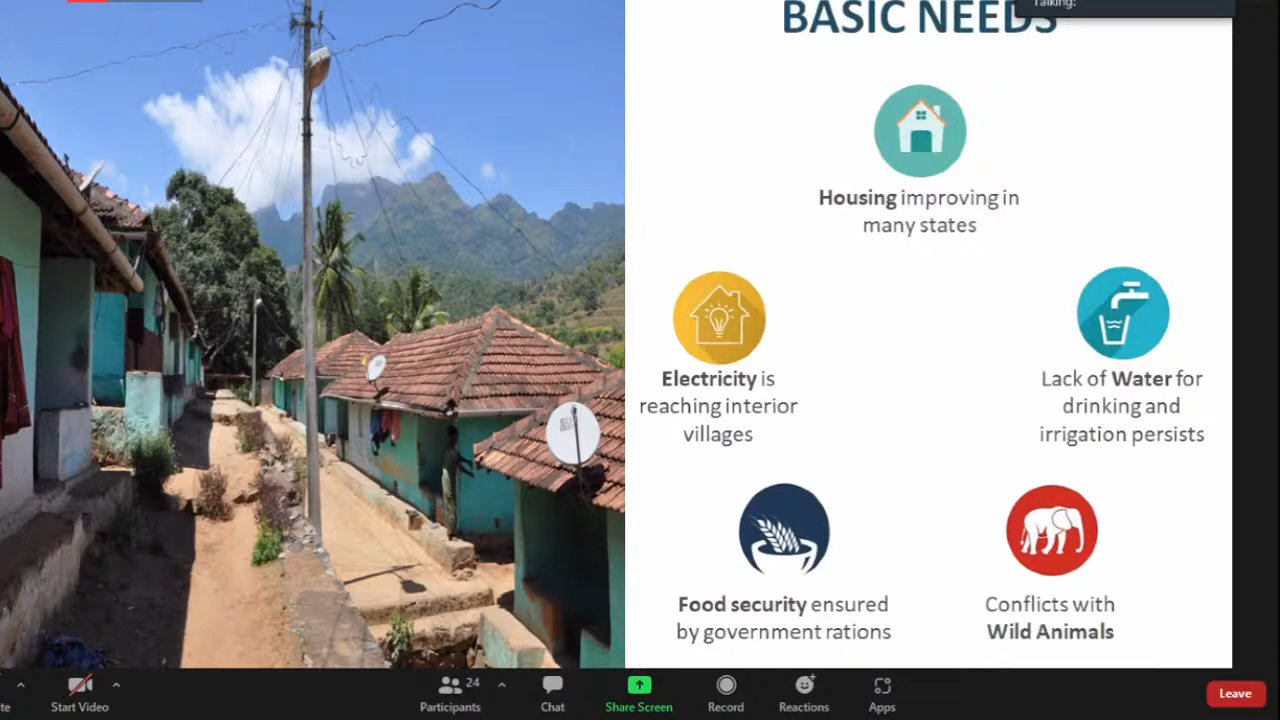 Talking:
BASIC NEEDS
Housing improving in
many states
Electricity is
reaching interior
villages
Lack of Water for
drinking and
irrigation persists
Food security ensured
by government rations
Conflicts with
Wild Animals
te
Start Video
24
Participants
Chat
Share Screen
Record
Reactions
Apps
Leave